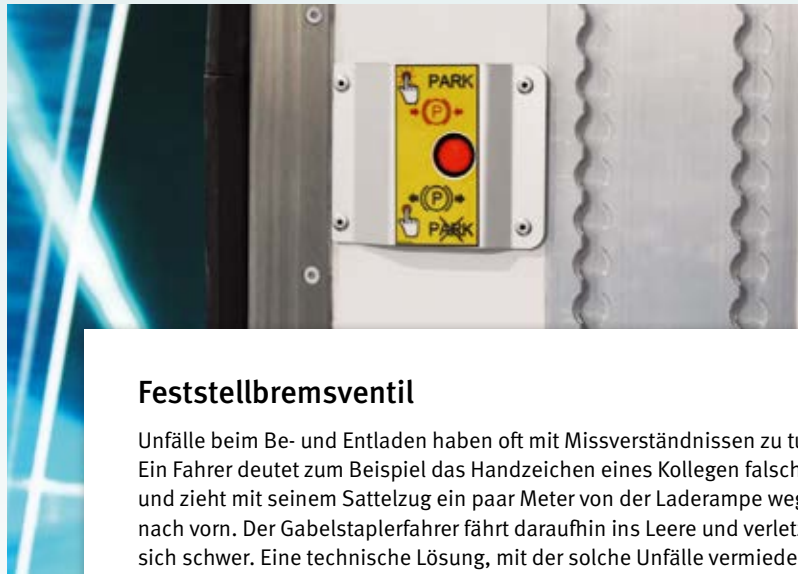 PARK
(P)
(P)
PARK
Feststellbremsventil
Unfälle beim Be- und Entladen haben oft mit Missverständnissen zu
Ein Fahrer deutet zum Beispiel das Handzeichen eines Kollegen falsch
und zieht mit seinem Sattelzug ein paar Meter von der Laderampe weg
nach vorn. Der Gabelstaplerfahrer fährt daraufhin ins Leere und
sich schwer. Eine technische Lösung, mit der solche Unfälle